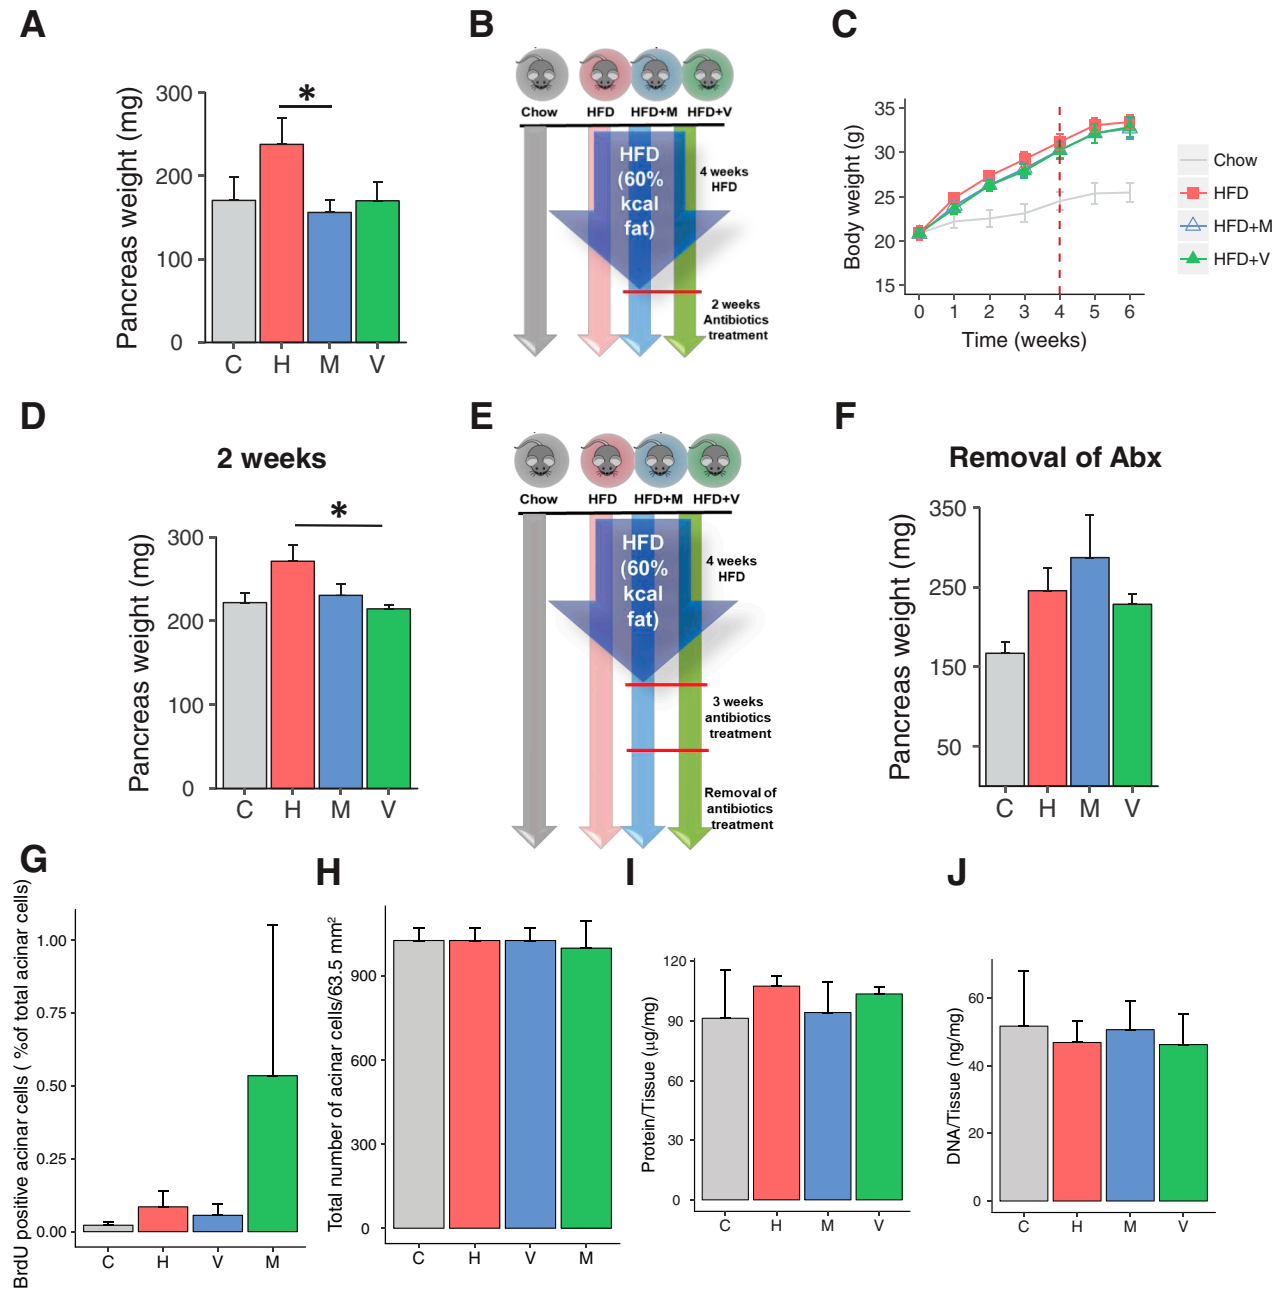 A
Pancreas weight (mg)
300
200
100
0
C H M V
*
B
Chow HFD HFD+M HFD+V
HFD
(60%
kcal
fat)
4 weeks
HFD
2 weeks
Antibiotics
treatment
C
Body weight (g)
35
30
25
20
15
0 1 2 3 4 5 6
Time (weeks)
Chow
HFD
HFD+M
HFD+V
D
2 weeks
Pancreas weight (mg)
300
200
100
0
C H M V
*
E
Chow HFD HFD+M HFD+V
HFD
(60%
kcal
fat)
4 weeks
HFD
3 weeks
antibiotics
treatment
Removal of
antibiotics
treatment
F
Removal of Abx
Pancreas weight (mg)
350
250
150
50
C H M V
G
BrdU positive acinar cells ( %of total acinar cells)
1.00
0.75
0.50
0.25
0.00
C H V M
H
Total number of acinar cells/63.5 mm²
900
600
300
0
C H V M
I
Protein/Tissue (µg/mg)
120
90
60
30
0
C H M V
J
DNA/Tissue (ng/mg)
60
40
20
0
C H M V